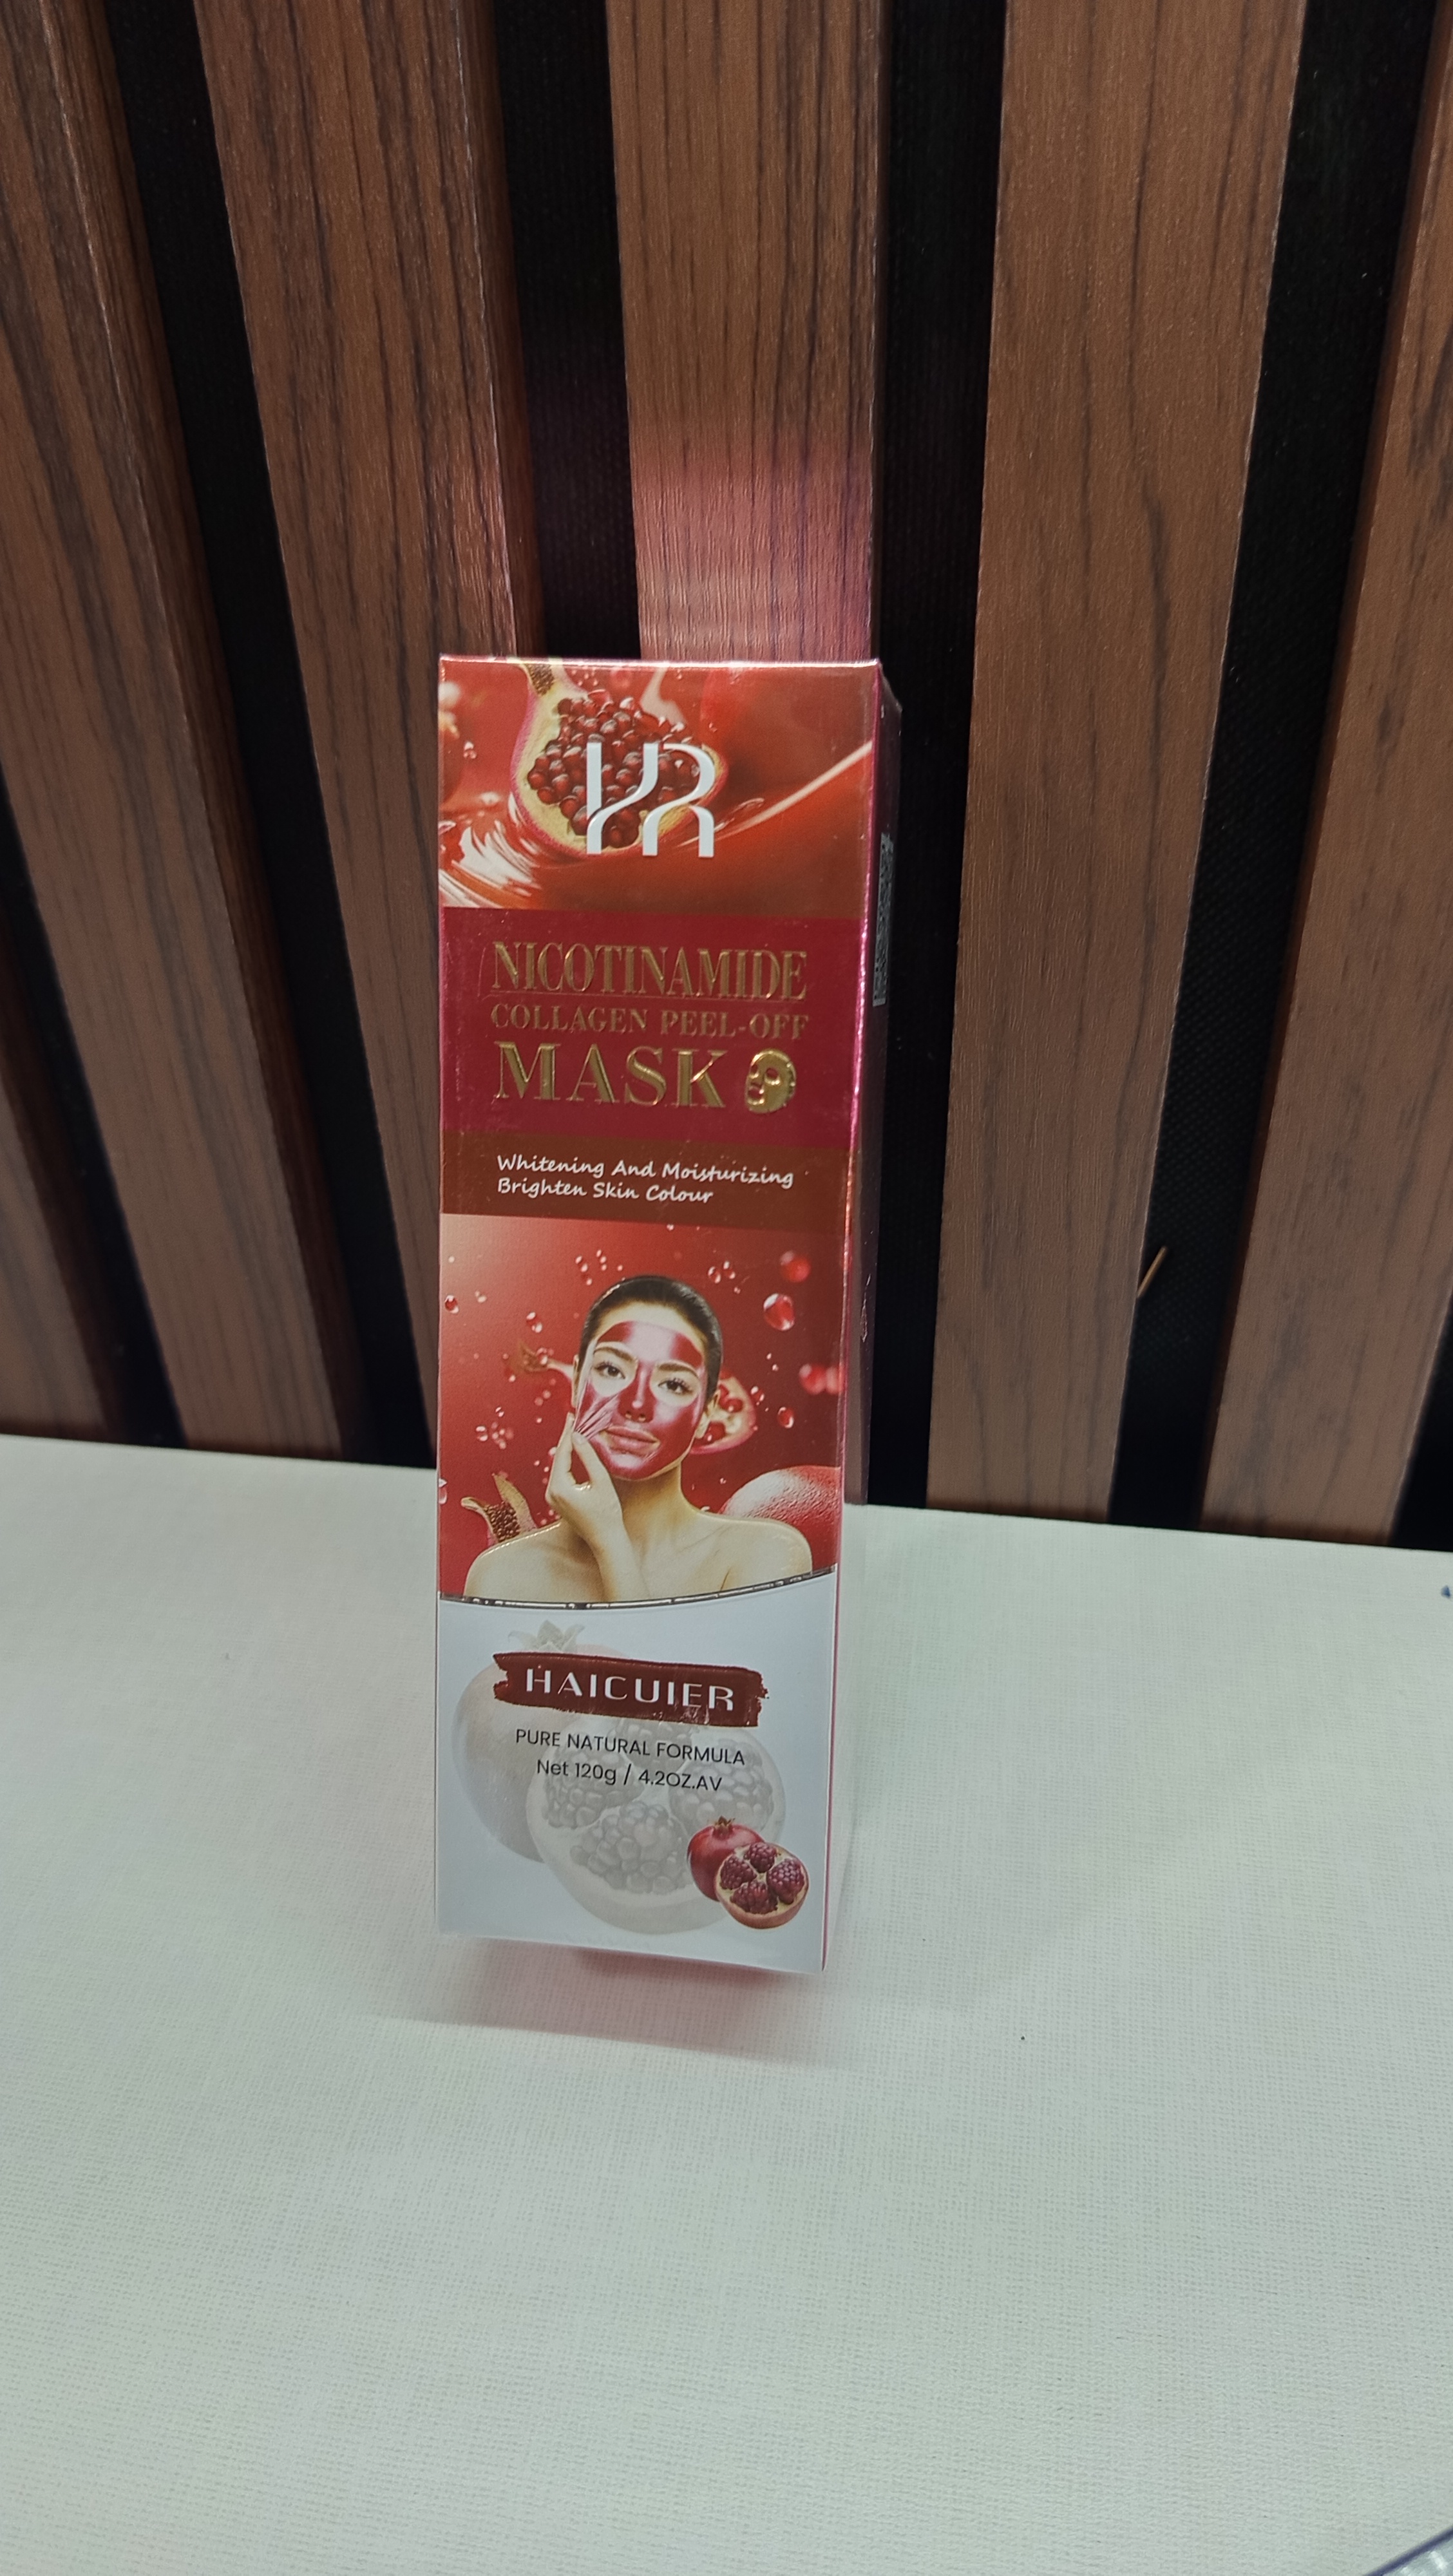 HR
NICOTINAMIDE
COLLAGEN PEEL-OFF
MASK
Whitening And Moisturizing
Brighten Skin Colour
HAICUIER
PURE NATURAL FORMULA
Net 120g / 4.2OZ.AV